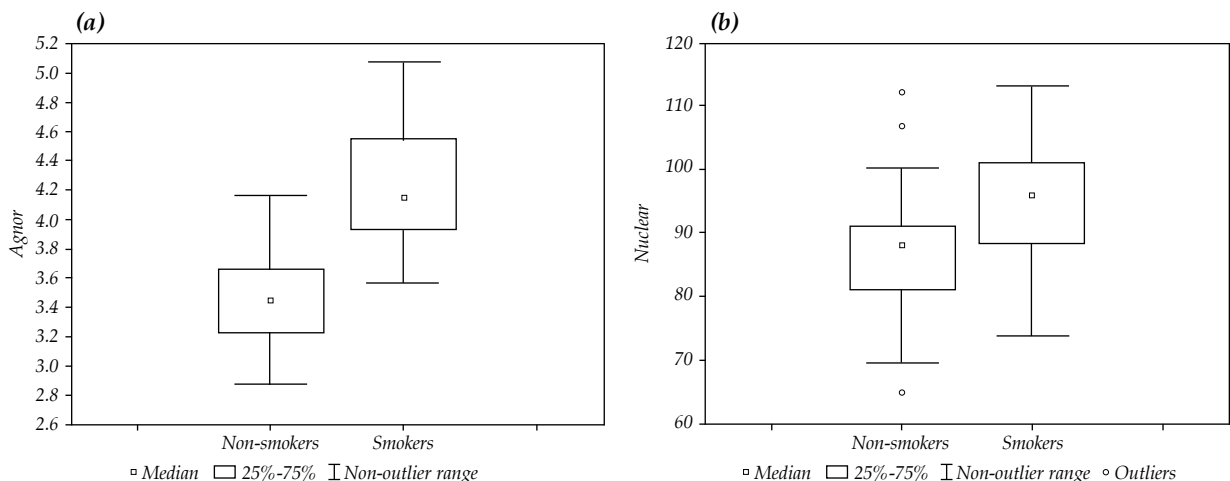 (a)
5.2
5.0
4.8
4.6
4.4
4.2
4.0
3.8
3.6
3.4
3.2
3.0
2.8
2.6
Agnor
Non-smokers Smokers
Median 25%-75% Non-outlier range
(b)
120
110
100
90
80
70
60
Nuclear
Non-smokers Smokers
Median 25%-75% Non-outlier range Outliers